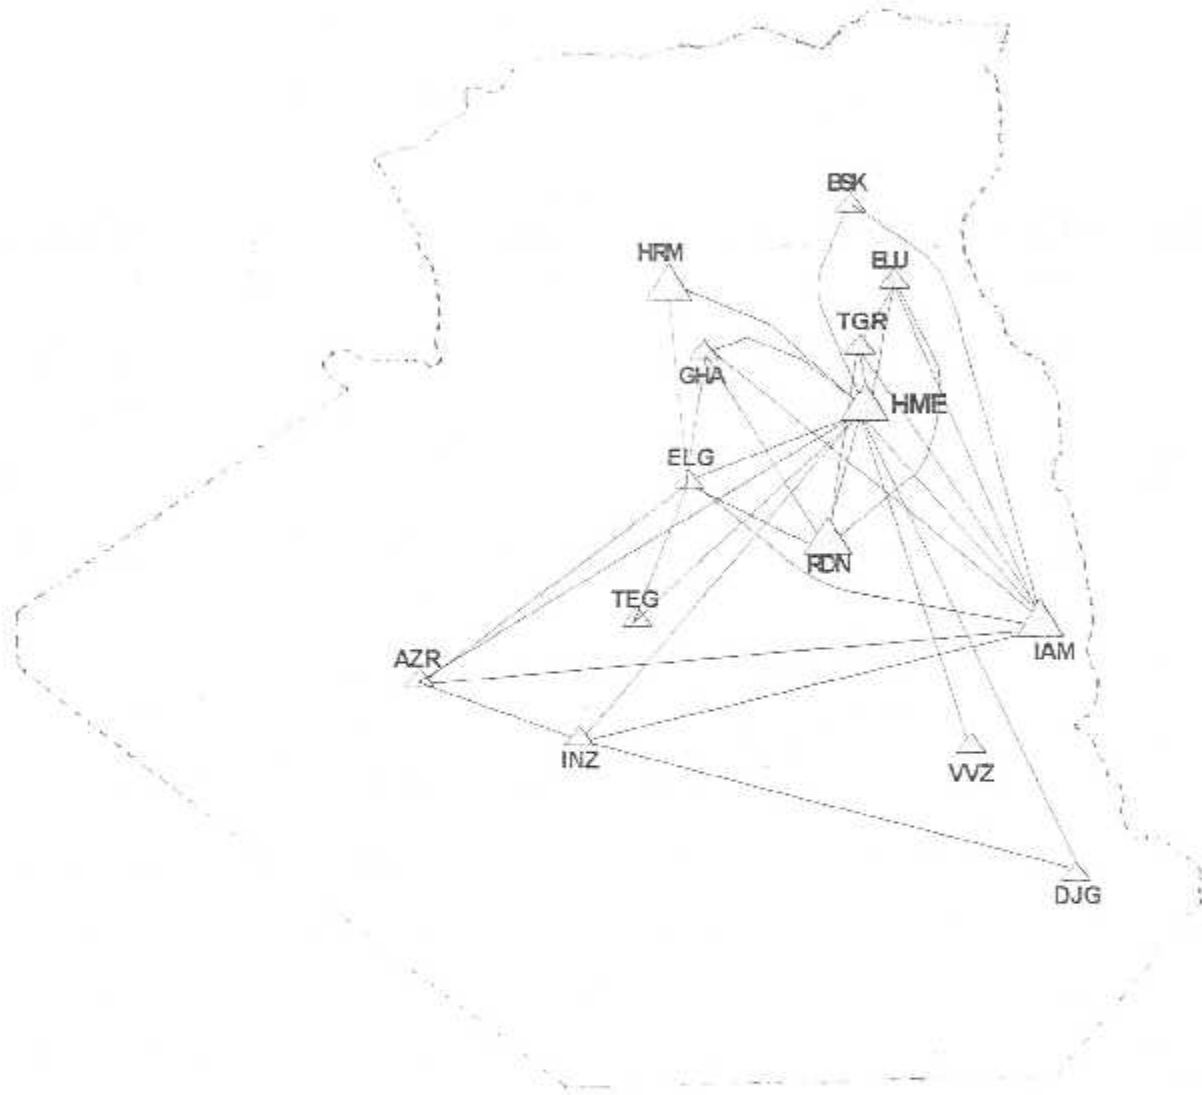 BSK
HRM
ELU
TGR
GHA
HME
ELG
RDN
TEG
IAM
AZR
INZ
VVZ
DJG